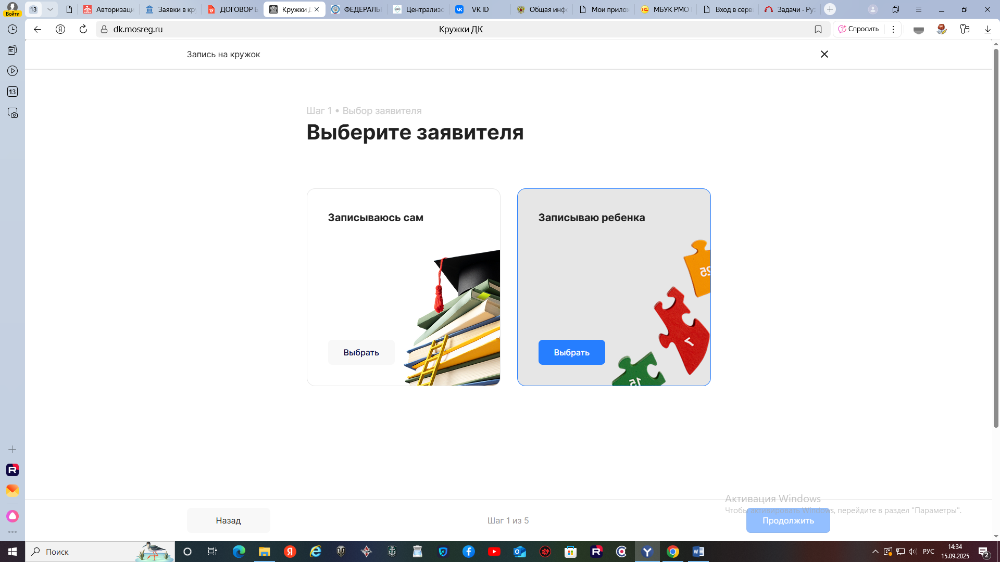 13
Авторизаци
Заявки в кр
ДОГОВОР Б
Кружки Д
ФЕДЕРАЛЬ
Централизо
VK ID
Общая инф
Мои прилож
МБУК РМО
Вход в серв
Задачи - Ру
Войти
dk.mosreg.ru
Кружки ДК
Спросить
13
Запись на кружок
Шаг 1 • Выбор заявителя
Выберите заявителя
Записываюсь сам
Записываю ребенка
25
7
15
Выбрать
Выбрать
Активация Windows
Чтобы активировать Windows, перейдите в раздел "Параметры".
Назад
Шаг 1 из 5
Продолжить
Поиск
РУС
14:34
15.09.2025
2